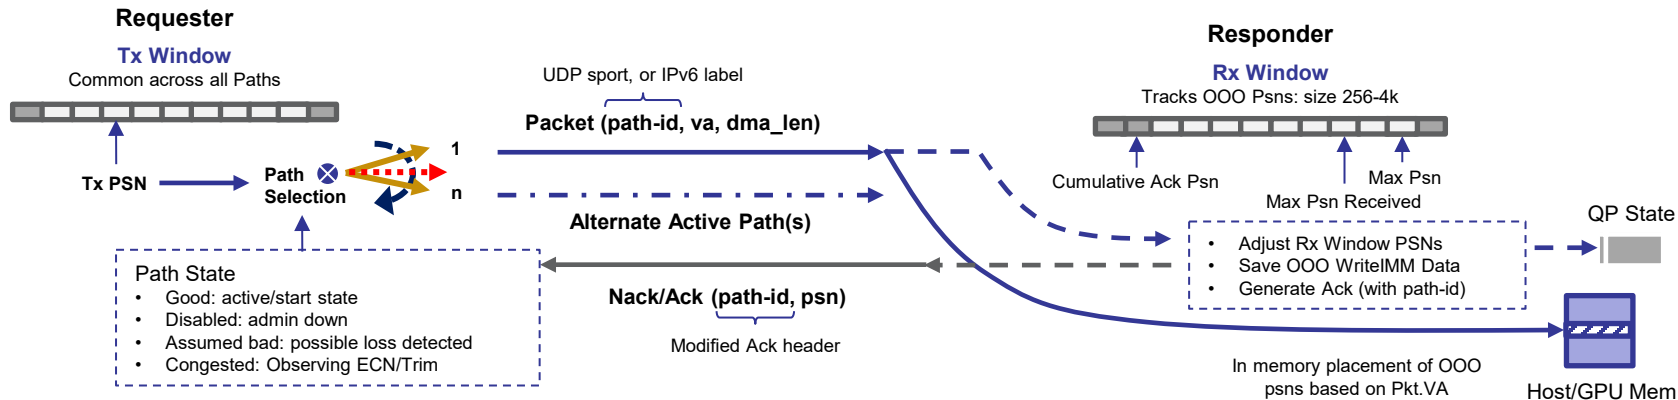 Requester
Tx Window
Common across all Paths
Tx PSN
Path
Selection
1
n
Path State
• Good: active/start state
• Disabled: admin down
• Assumed bad: possible loss detected
• Congested: Observing ECN/Trim
UDP sport, or IPv6 label
Packet (path-id, va, dma_len)
Alternate Active Path(s)
Nack/Ack (path-id, psn)
Modified Ack header
Responder
Rx Window
Tracks OOO Psns: size 256-4k
Cumulative Ack Psn
Max Psn
Max Psn Received
• Adjust Rx Window PSNs
• Save OOO WriteIMM Data
• Generate Ack (with path-id)
QP State
In memory placement of OOO
psns based on Pkt.VA
Host/GPU Mem